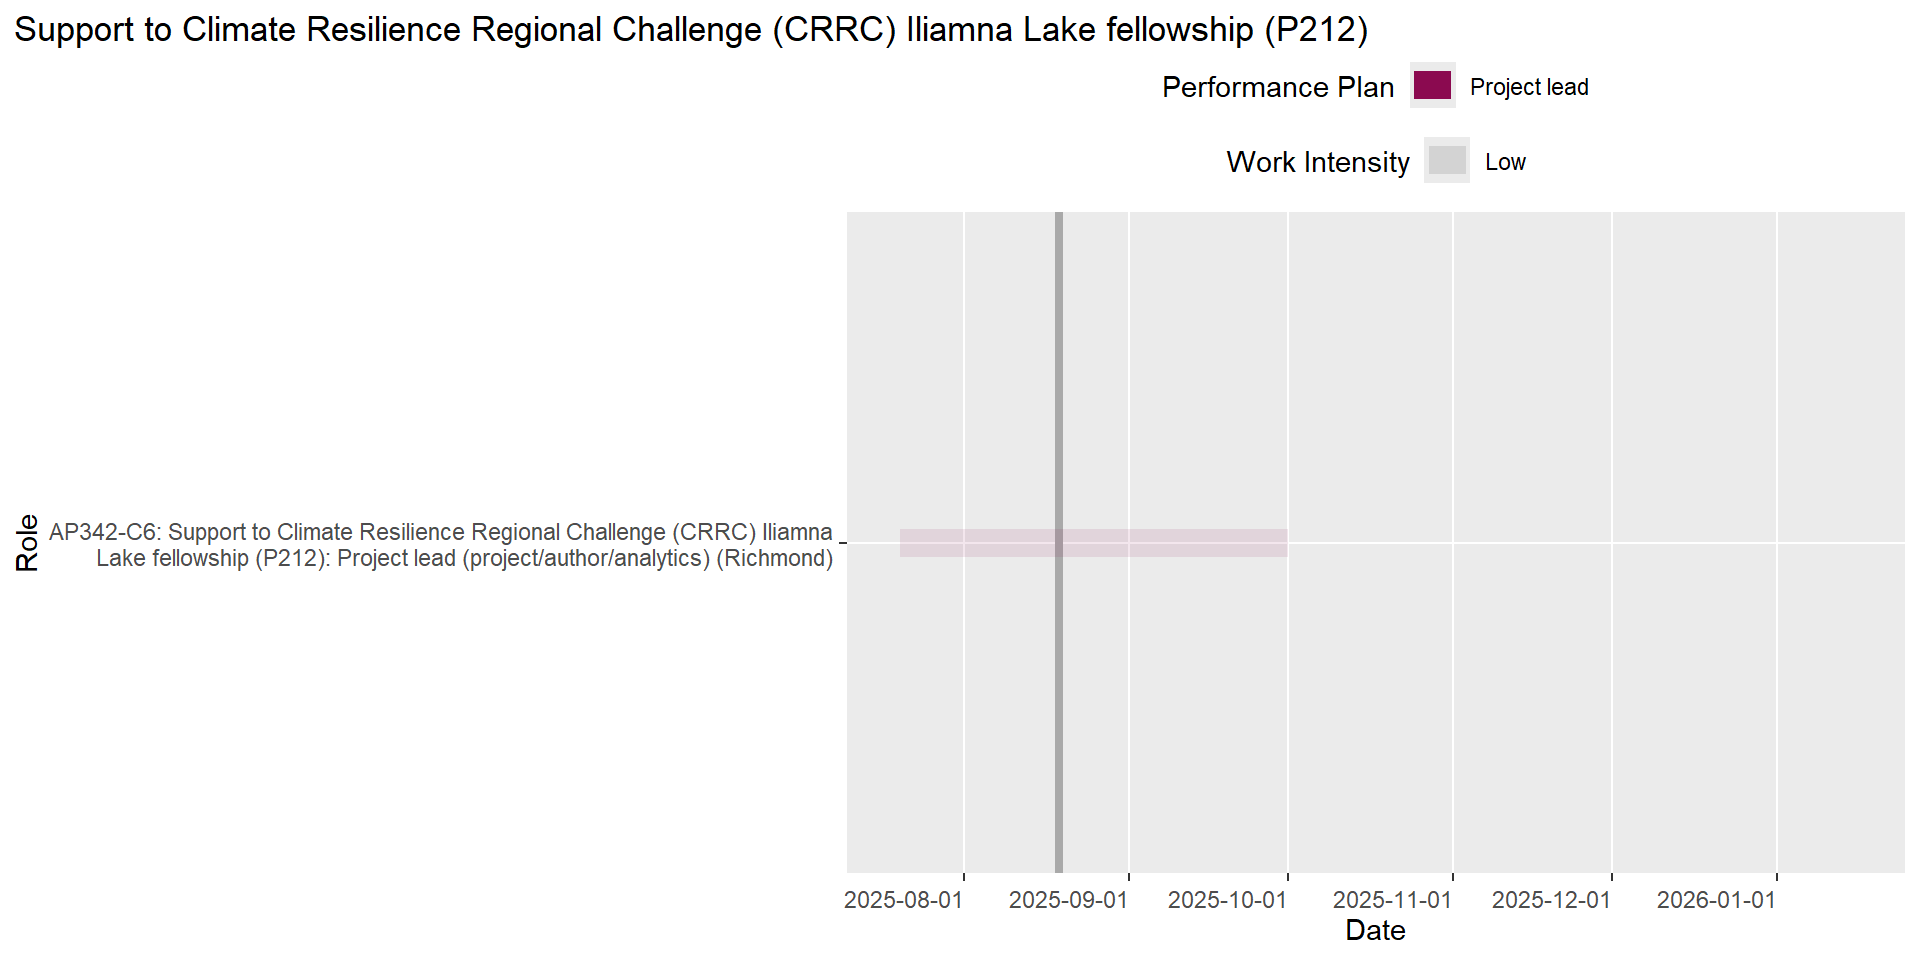 Support to Climate Resilience Regional Challenge (CRRC) Iliamna Lake fellowship (P212)
Performance Plan Project lead
Work Intensity Low
Role
AP342-C6: Support to Climate Resilience Regional Challenge (CRRC) Iliamna
Lake fellowship (P212): Project lead (project/author/analytics) (Richmond)
2025-08-01 2025-09-01 2025-10-01 2025-11-01 2025-12-01 2026-01-01
Date